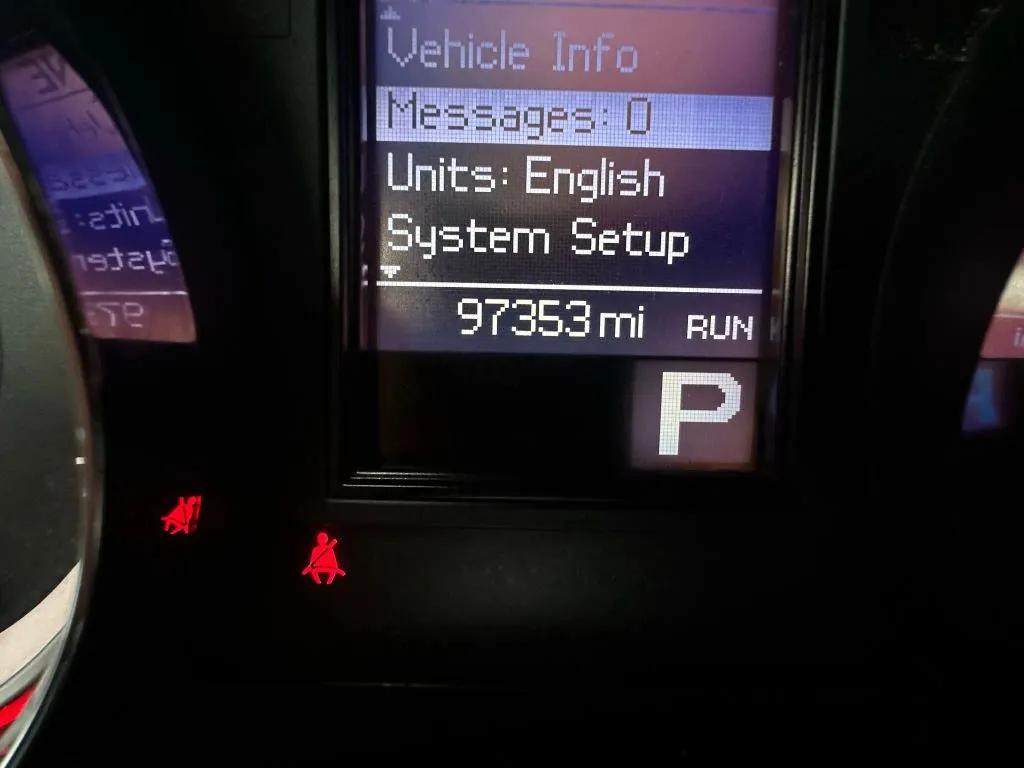 Vehicle Info
Messages: 0
Units: English
System Setup
97353 mi RUN
P